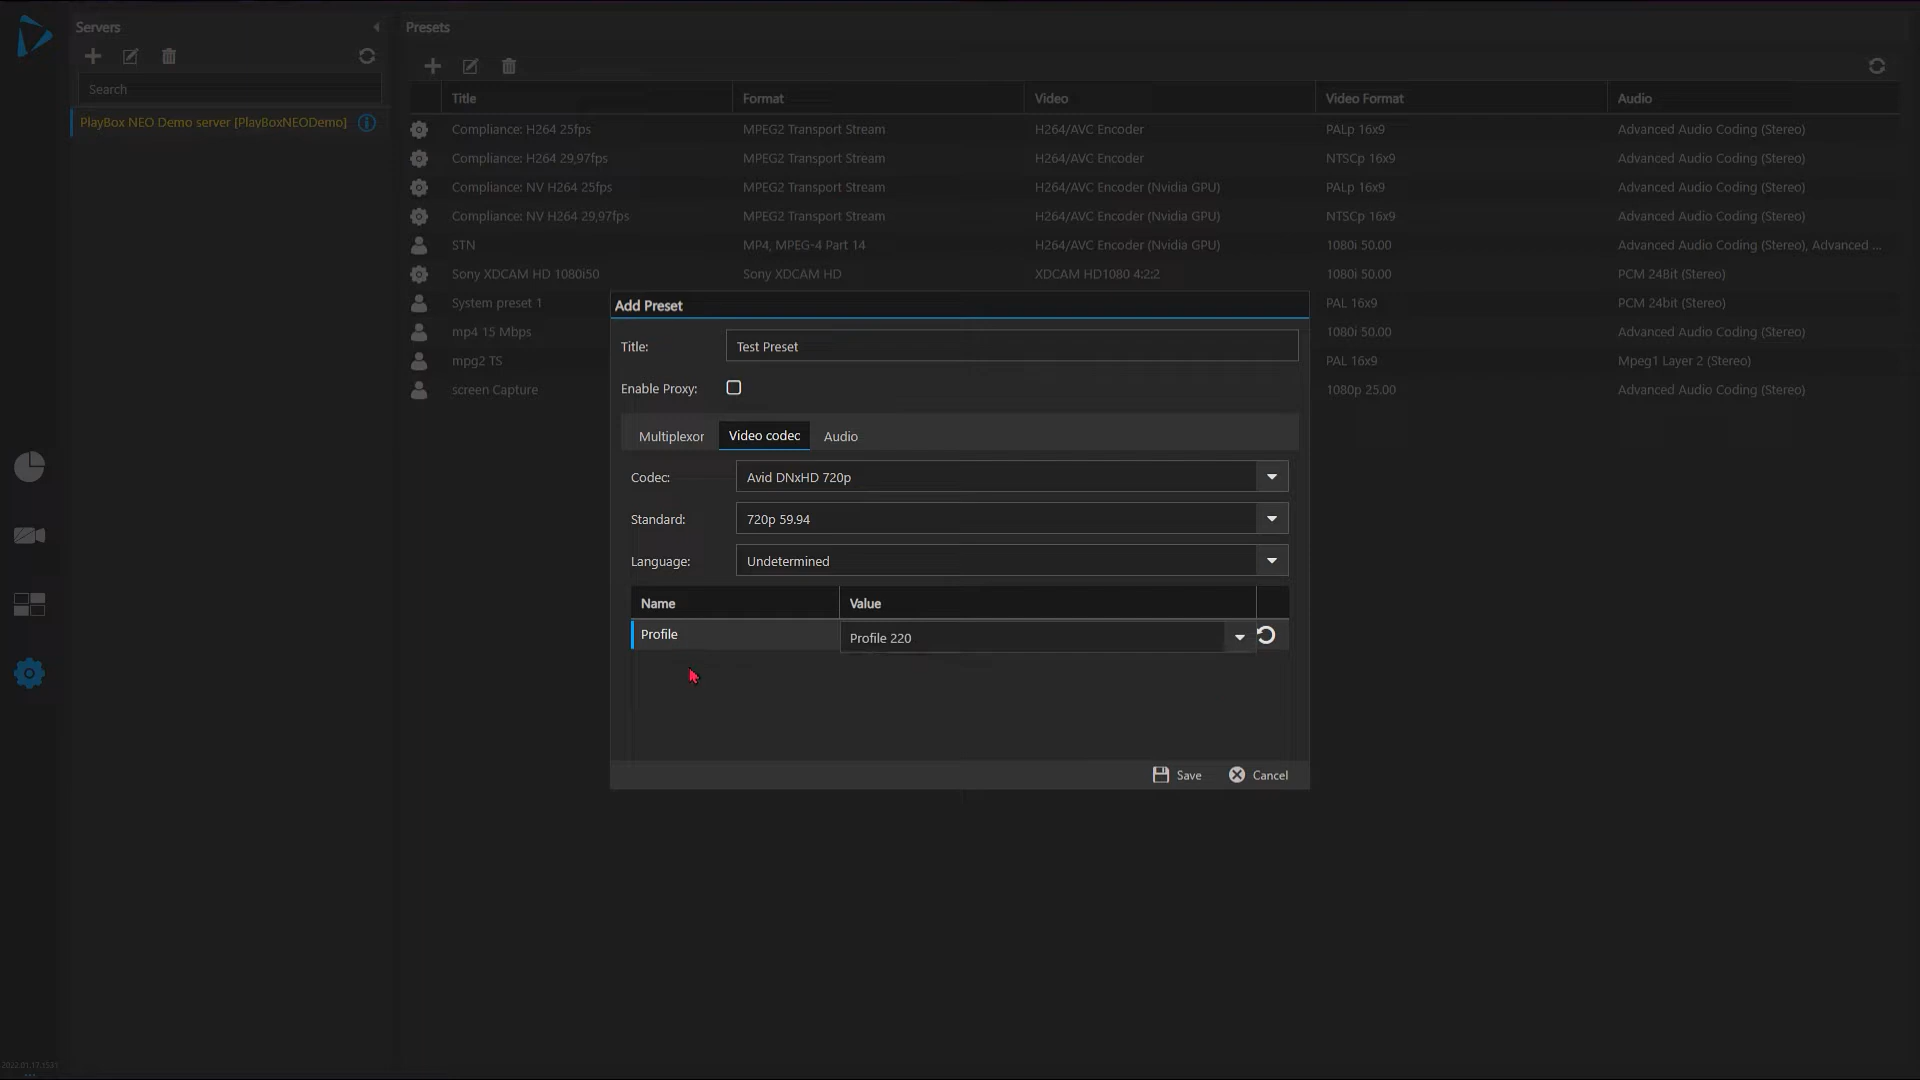 Servers
Presets
Search
PlayBox NEO Demo server [PlayBoxNEODemo]
Title Format Video Video Format Audio
Compliance: H264 25fps MPEG2 Transport Stream H264/AVC Encoder PALp 16x9 Advanced Audio Coding (Stereo)
Compliance: H264 29,97fps MPEG2 Transport Stream H264/AVC Encoder NTSCp 16x9 Advanced Audio Coding (Stereo)
Compliance: NV H264 25fps MPEG2 Transport Stream H264/AVC Encoder (Nvidia GPU) PALp 16x9 Advanced Audio Coding (Stereo)
Compliance: NV H264 29,97fps MPEG2 Transport Stream H264/AVC Encoder (Nvidia GPU) NTSCp 16x9 Advanced Audio Coding (Stereo)
STN MP4, MPEG-4 Part 14 H264/AVC Encoder (Nvidia GPU) 1080i 50.00 Advanced Audio Coding (Stereo), Advanced ...
Sony XDCAM HD 1080i50 Sony XDCAM HD XDCAM HD1080 4:2:2 1080i 50.00 PCM 24Bit (Stereo)
System preset 1 PAL 16x9 PCM 24bit (Stereo)
mp4 15 Mbps 1080i 50.00 Advanced Audio Coding (Stereo)
mpg2 TS PAL 16x9 Mpeg1 Layer 2 (Stereo)
screen Capture 1080p 25.00 Advanced Audio Coding (Stereo)
Add Preset
Title: Test Preset
Enable Proxy:
Multiplexor Video codec Audio
Codec: Avid DNxHD 720p
Standard: 720p 59.94
Language: Undetermined
Name Value
Profile Profile 220
Save Cancel